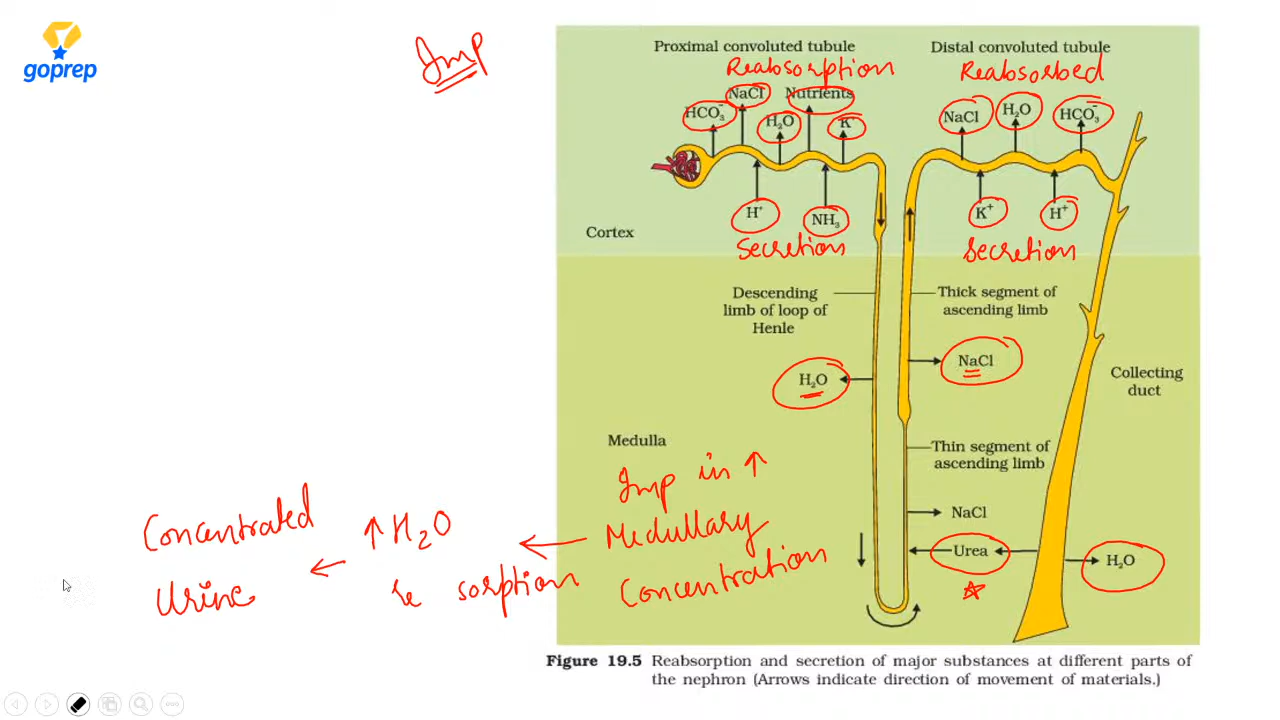 goprep
Imp
Proximal convoluted tubule
Reabsorption
HCO₃⁻
NaCl
H₂O
Nutrients
K⁺
H⁺
NH₃
Secretion
Distal convoluted tubule
Reabsorbed
NaCl
H₂O
HCO₃⁻
K⁺
H⁺
Secretion
Cortex
Descending
limb of loop of
Henle
Thick segment of
ascending limb
H₂O
NaCl
Collecting
duct
Medulla
Thin segment of
ascending limb
NaCl
Urea
H₂O
Imp in ↑
Medullary
Concentration
↑ H₂O
re sorption
Concentrated
Urine
Figure 19.5 Reabsorption and secretion of major substances at different parts of
the nephron (Arrows indicate direction of movement of materials.)